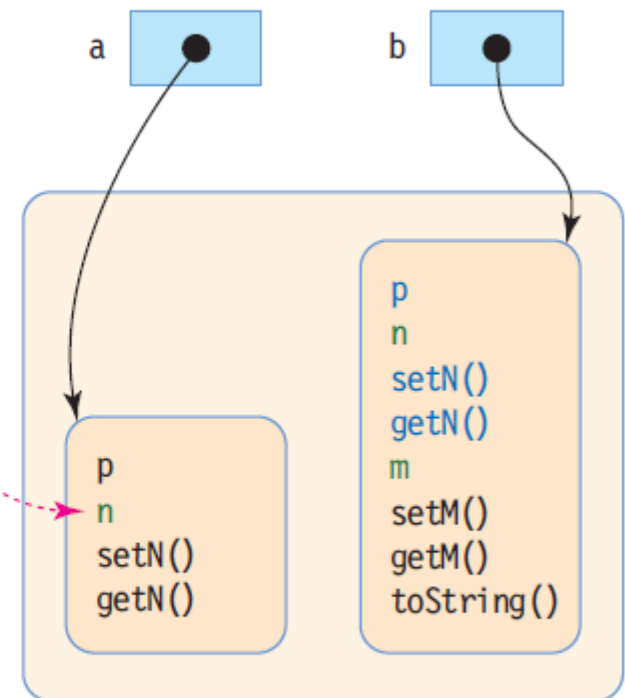 a
b
p
n
setN()
getN()
p
n
setN()
getN()
m
setM()
getM()
toString()